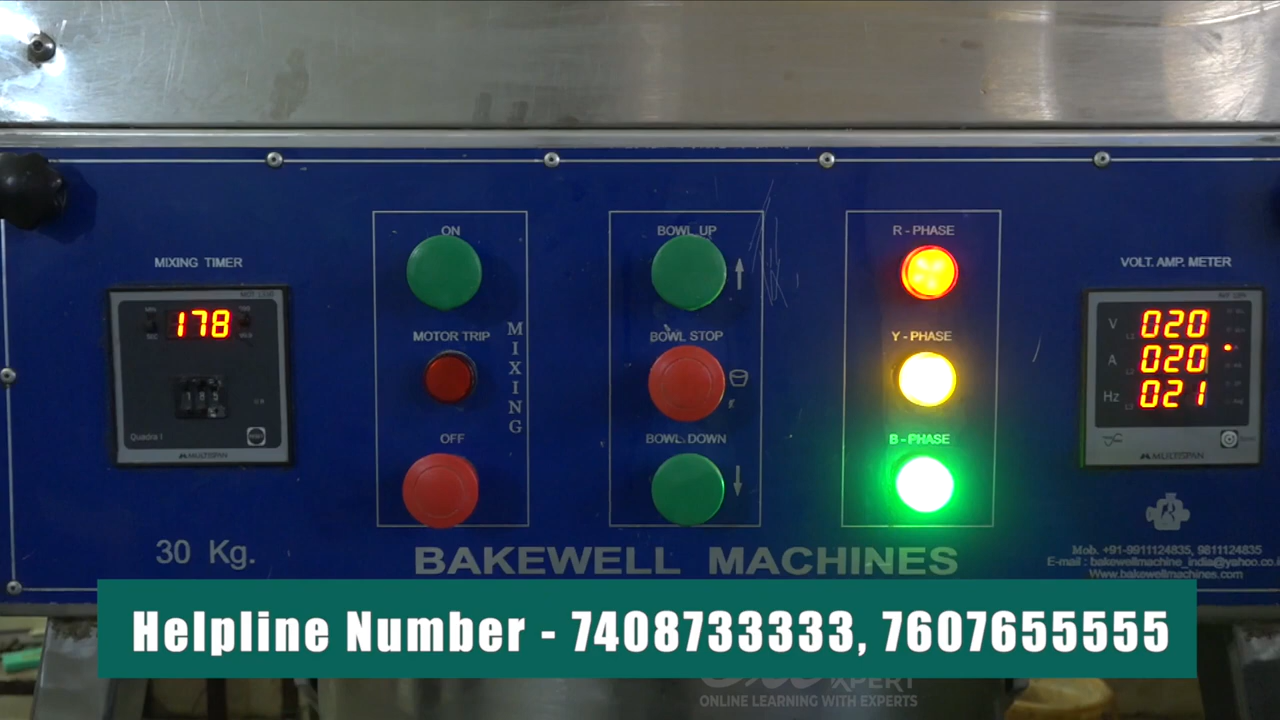 ON
BOWL UP
R - PHASE
MIXING TIMER
VOLT. AMP. METER
178
V 020
MOTOR TRIP
BOWL STOP
Y - PHASE
A 020
MIXING
Hz 021
185
Quadra I
OFF
BOWL DOWN
B - PHASE
MULTISPAN
MULTISPAN
30 Kg.
BAKEWELL MACHINES
Mob. +91-9911124835, 9811124835
E-mail : bakewellmachine_india@yahoo.co.i
Www.bakewellmachines.com
Helpline Number - 7408733333, 7607655555
XPERT
ONLINE LEARNING WITH EXPERTS